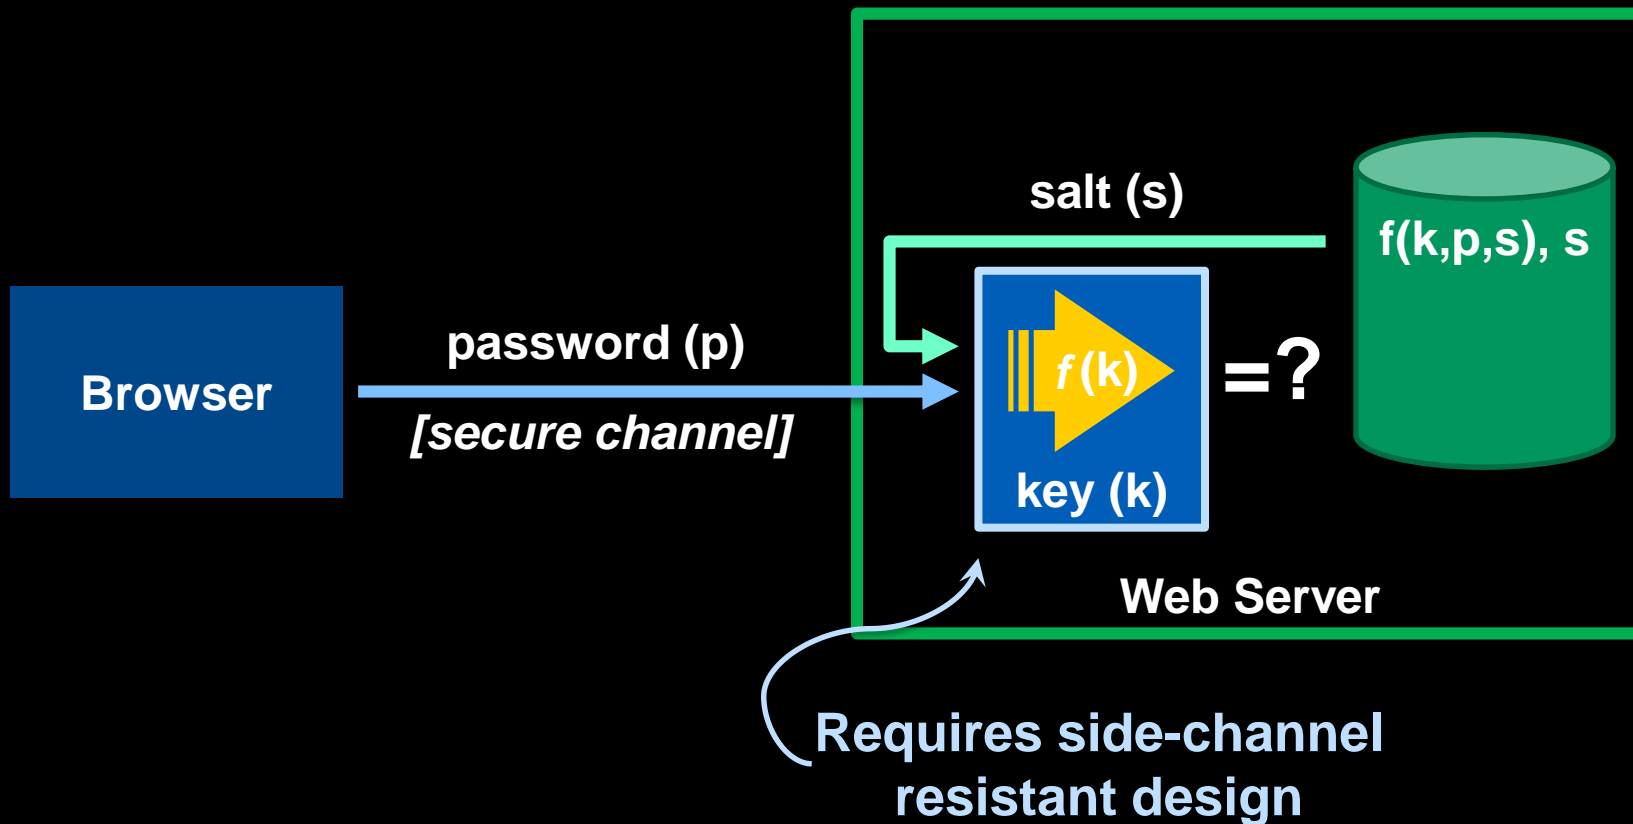 salt (s)
f(k,p,s), s
Browser
password (p)
[secure channel]
f (k)
=?
key (k)
Web Server
Requires side-channel
resistant design